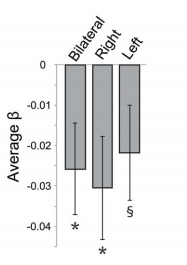 Bilateral
Right
Left
Average β
0
-0.01
-0.02
-0.03
-0.04
*
*
§